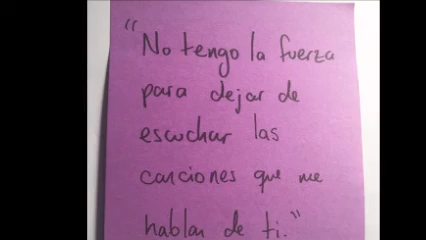 "No tengo la fuerza
para dejar de
escuchar las
canciones que me
hablan de ti."